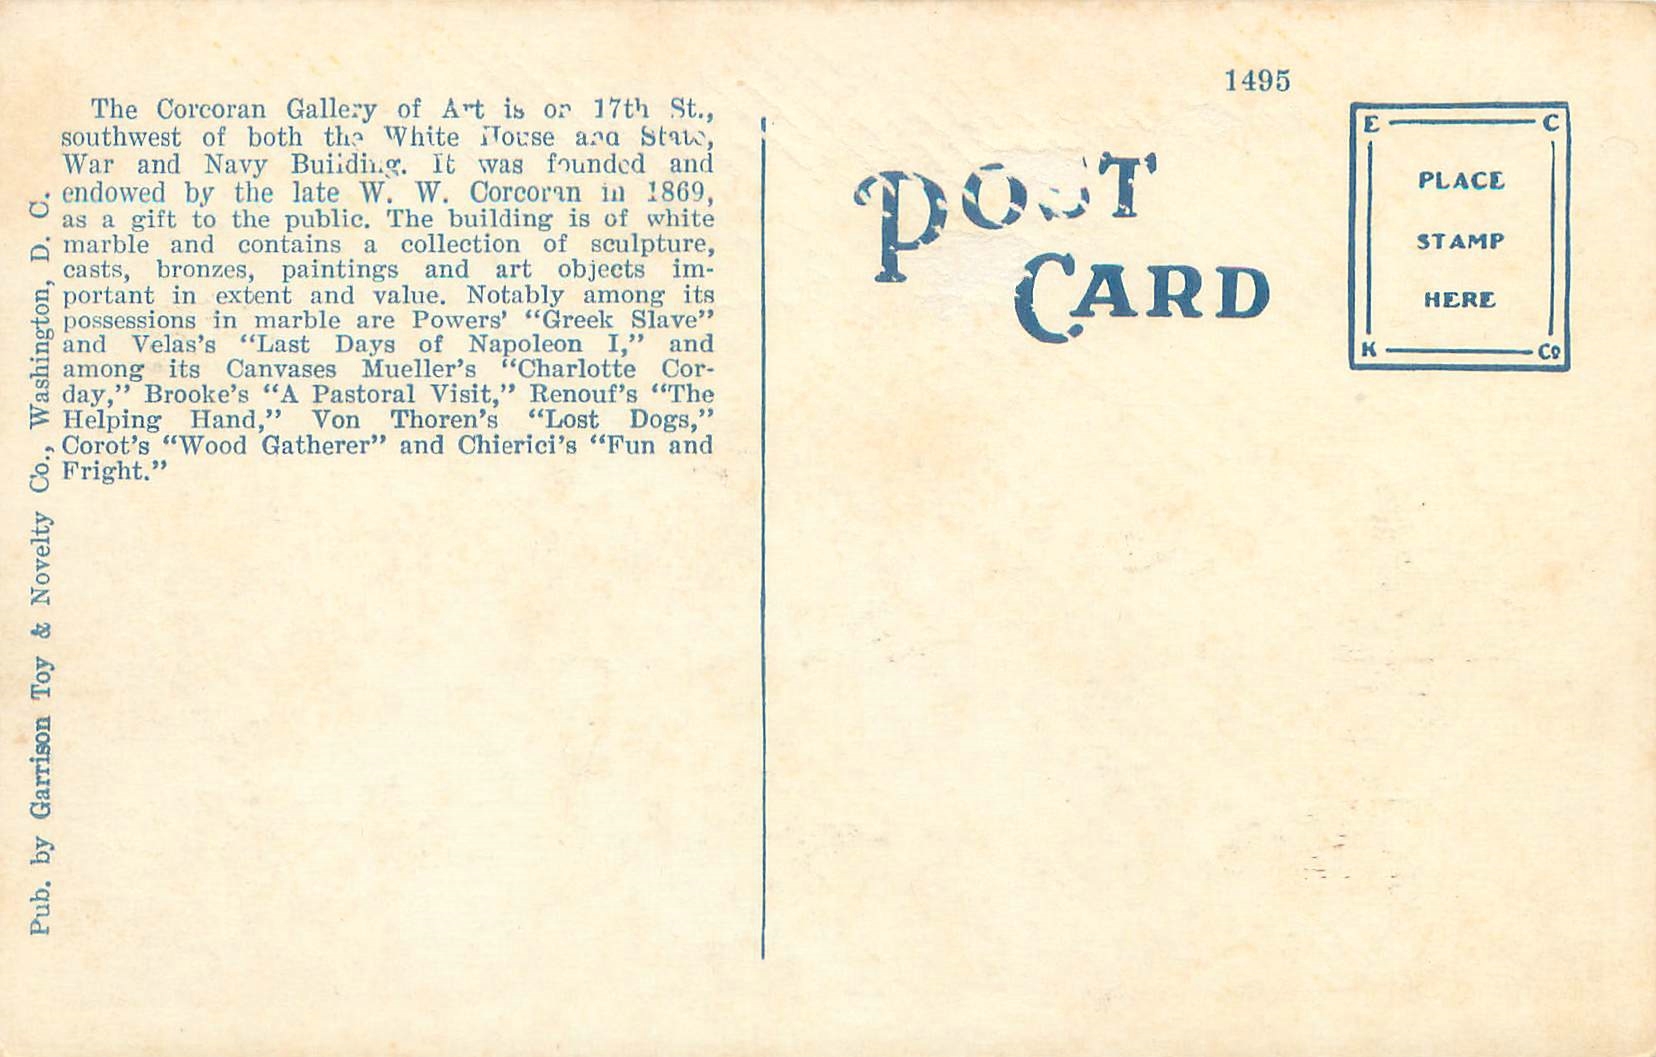 The Corcoran Gallery of Art is on 17th St.,
southwest of both the White House and State,
War and Navy Building. It was founded and
endowed by the late W. W. Corcoran in 1869,
as a gift to the public. The building is of white
marble and contains a collection of sculpture,
casts, bronzes, paintings and art objects im-
portant in extent and value. Notably among its
possessions in marble are Powers' “Greek Slave”
and Velas's “Last Days of Napoleon I,” and
among its Canvases Mueller's “Charlotte Cor-
day,” Brooke's “A Pastoral Visit,” Renouf's “The
Helping Hand,” Von Thoren's “Lost Dogs,”
Corot's “Wood Gatherer” and Chierici's “Fun and
Fright.”
Pub. by Garrison Toy & Novelty Co., Washington, D. C.
POST
CARD
1495
E C
PLACE
STAMP
HERE
K Co